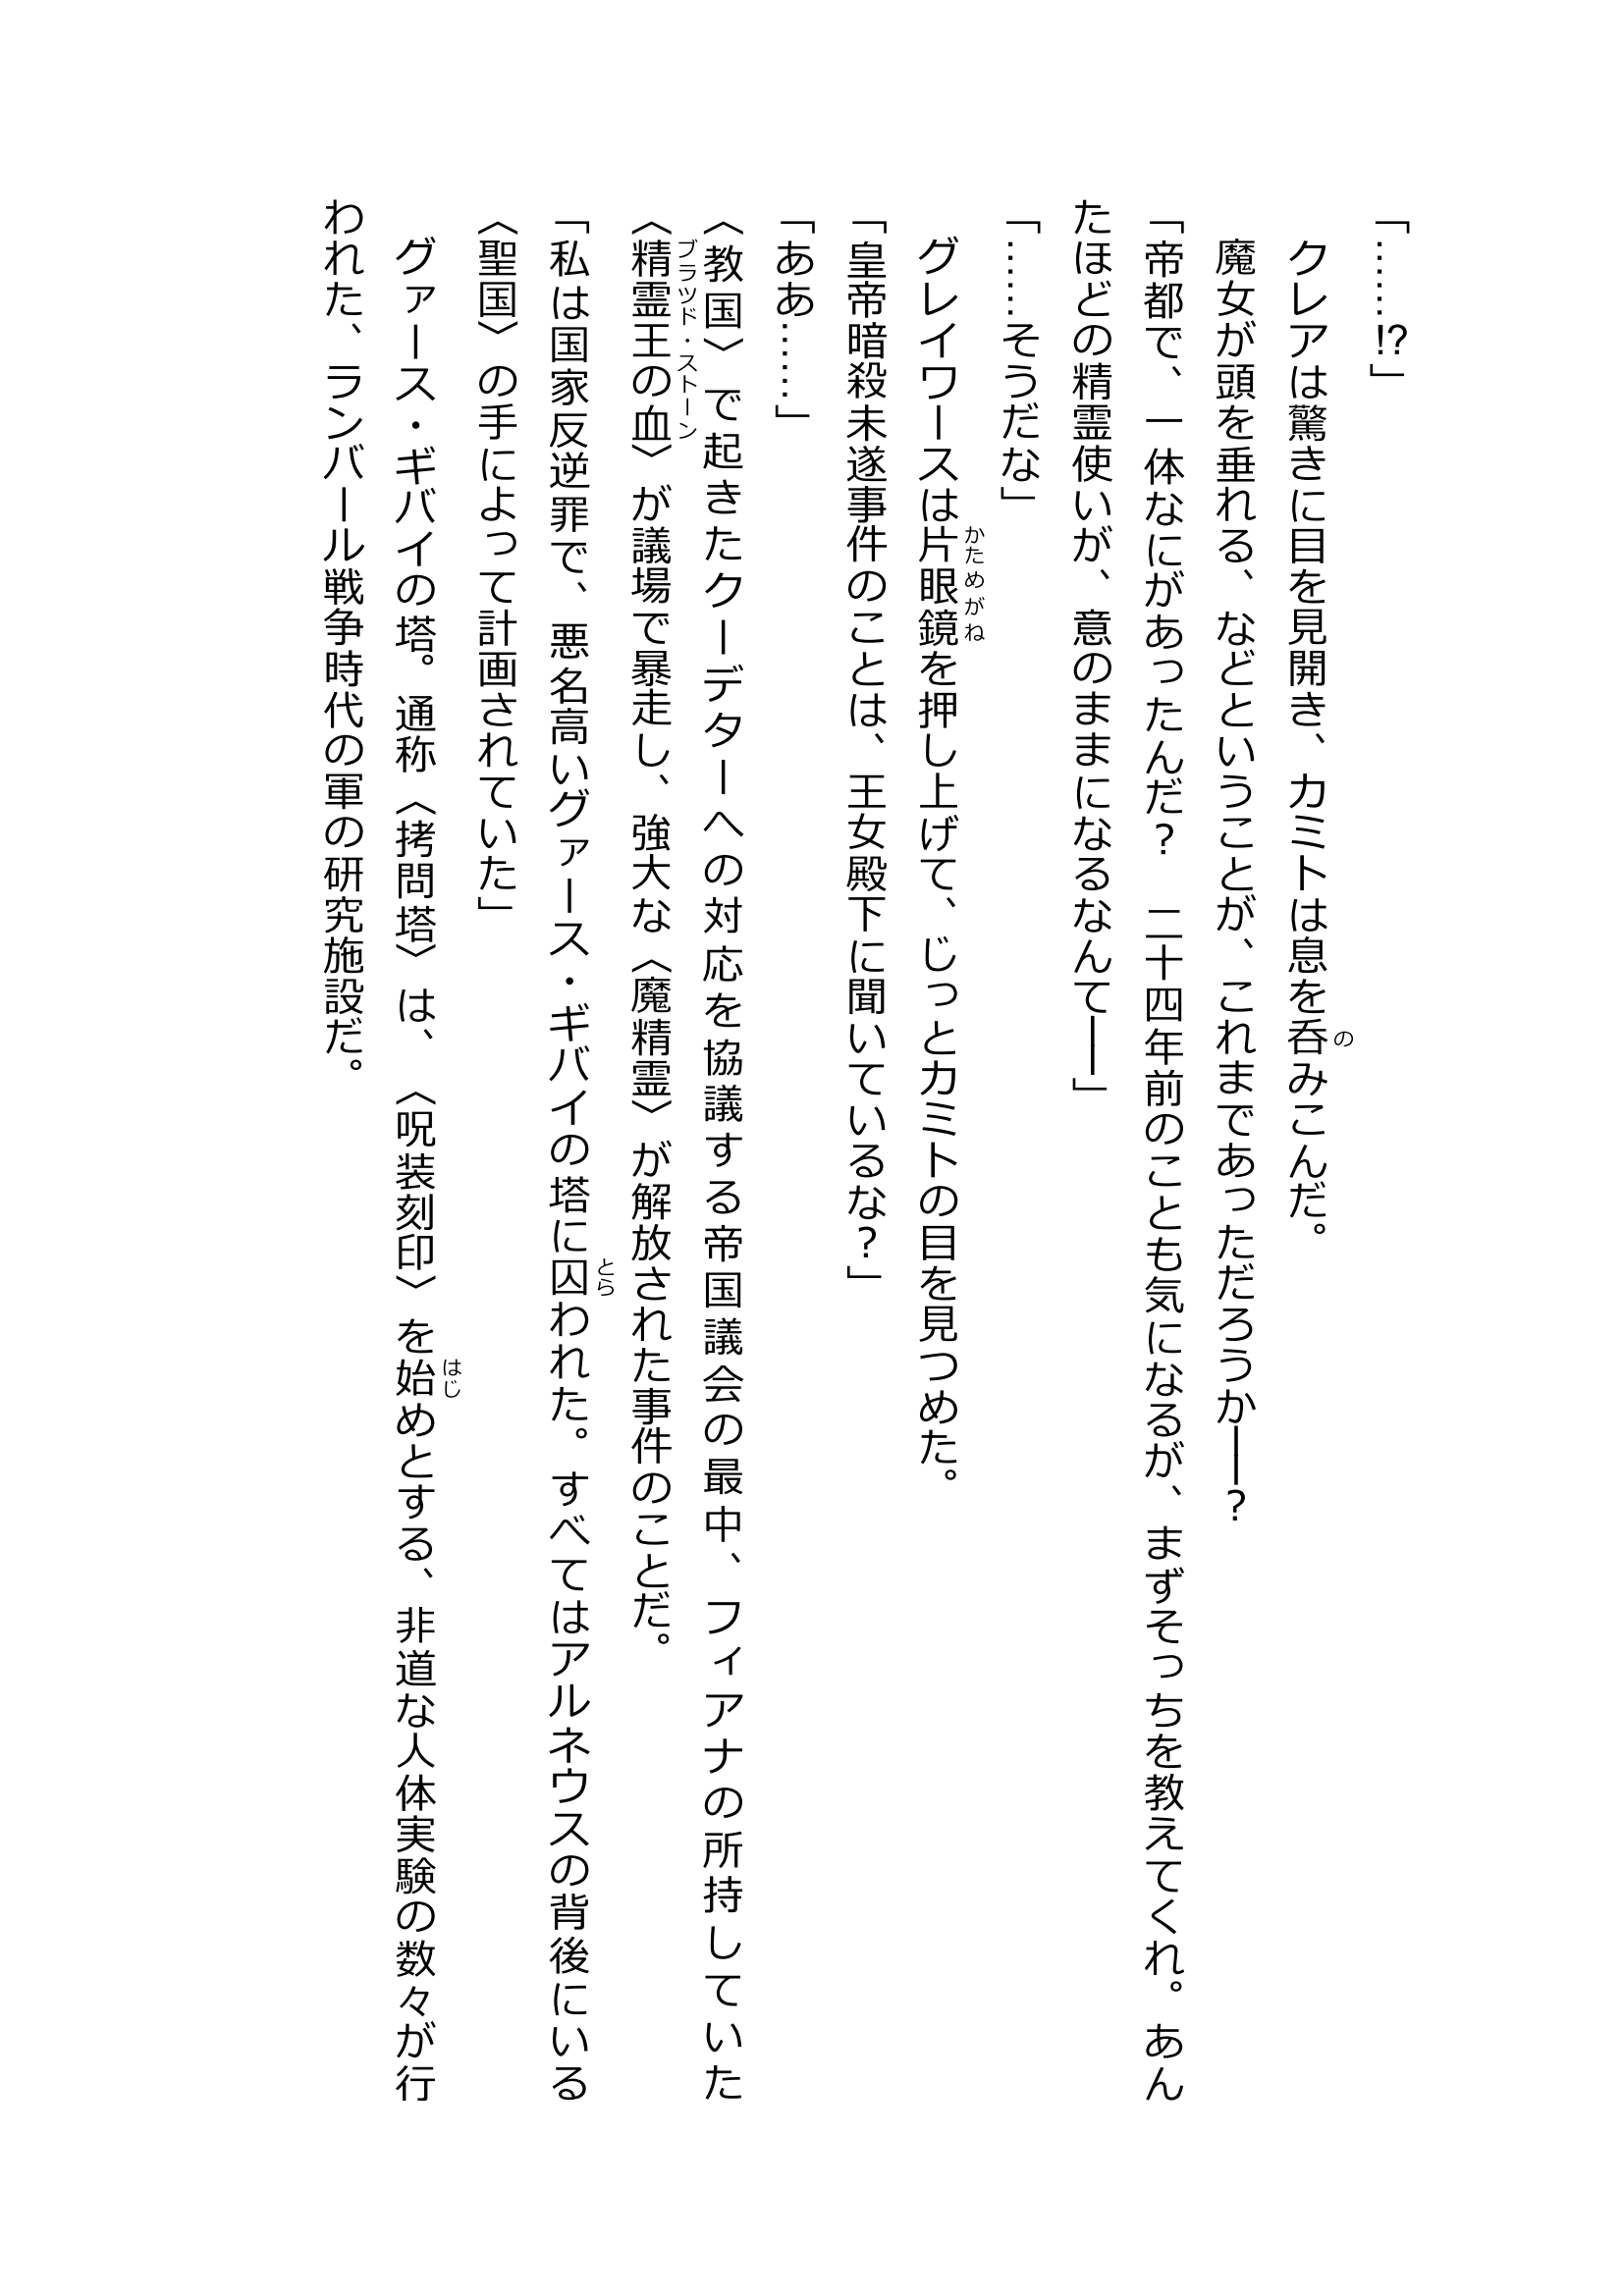 「……!?」
クレアは驚きに目を見開き、カミトは息を呑みこんだ。
魔女が頭を垂れる、などということが、これまであっただろうか――?
「帝都で、一体なにがあったんだ? 二十四年前のことも気になるが、まずそっちを教えてくれ。あん
たほどの精霊使いが、意のままになるなんて――」
「……そうだな」
グレイワースは片眼鏡を押し上げて、じっとカミトの目を見つめた。
「皇帝暗殺未遂事件のことは、王女殿下に聞いているな?」
「ああ……」
〈教国〉で起きたクーデターへの対応を協議する帝国議会の最中、フィアナの所持していた
〈精霊王の血〉が議場で暴走し、強大な〈魔精霊〉が解放された事件のことだ。
「私は国家反逆罪で、悪名高いグァース・ギバイの塔に囚われた。すべてはアルネウスの背後にいる
〈聖国〉の手によって計画されていた」
グァース・ギバイの塔。通称〈拷問塔〉は、〈呪装刻印〉を始めとする、非道な人体実験の数々が行
われた、ランバール戦争時代の軍の研究施設だ。